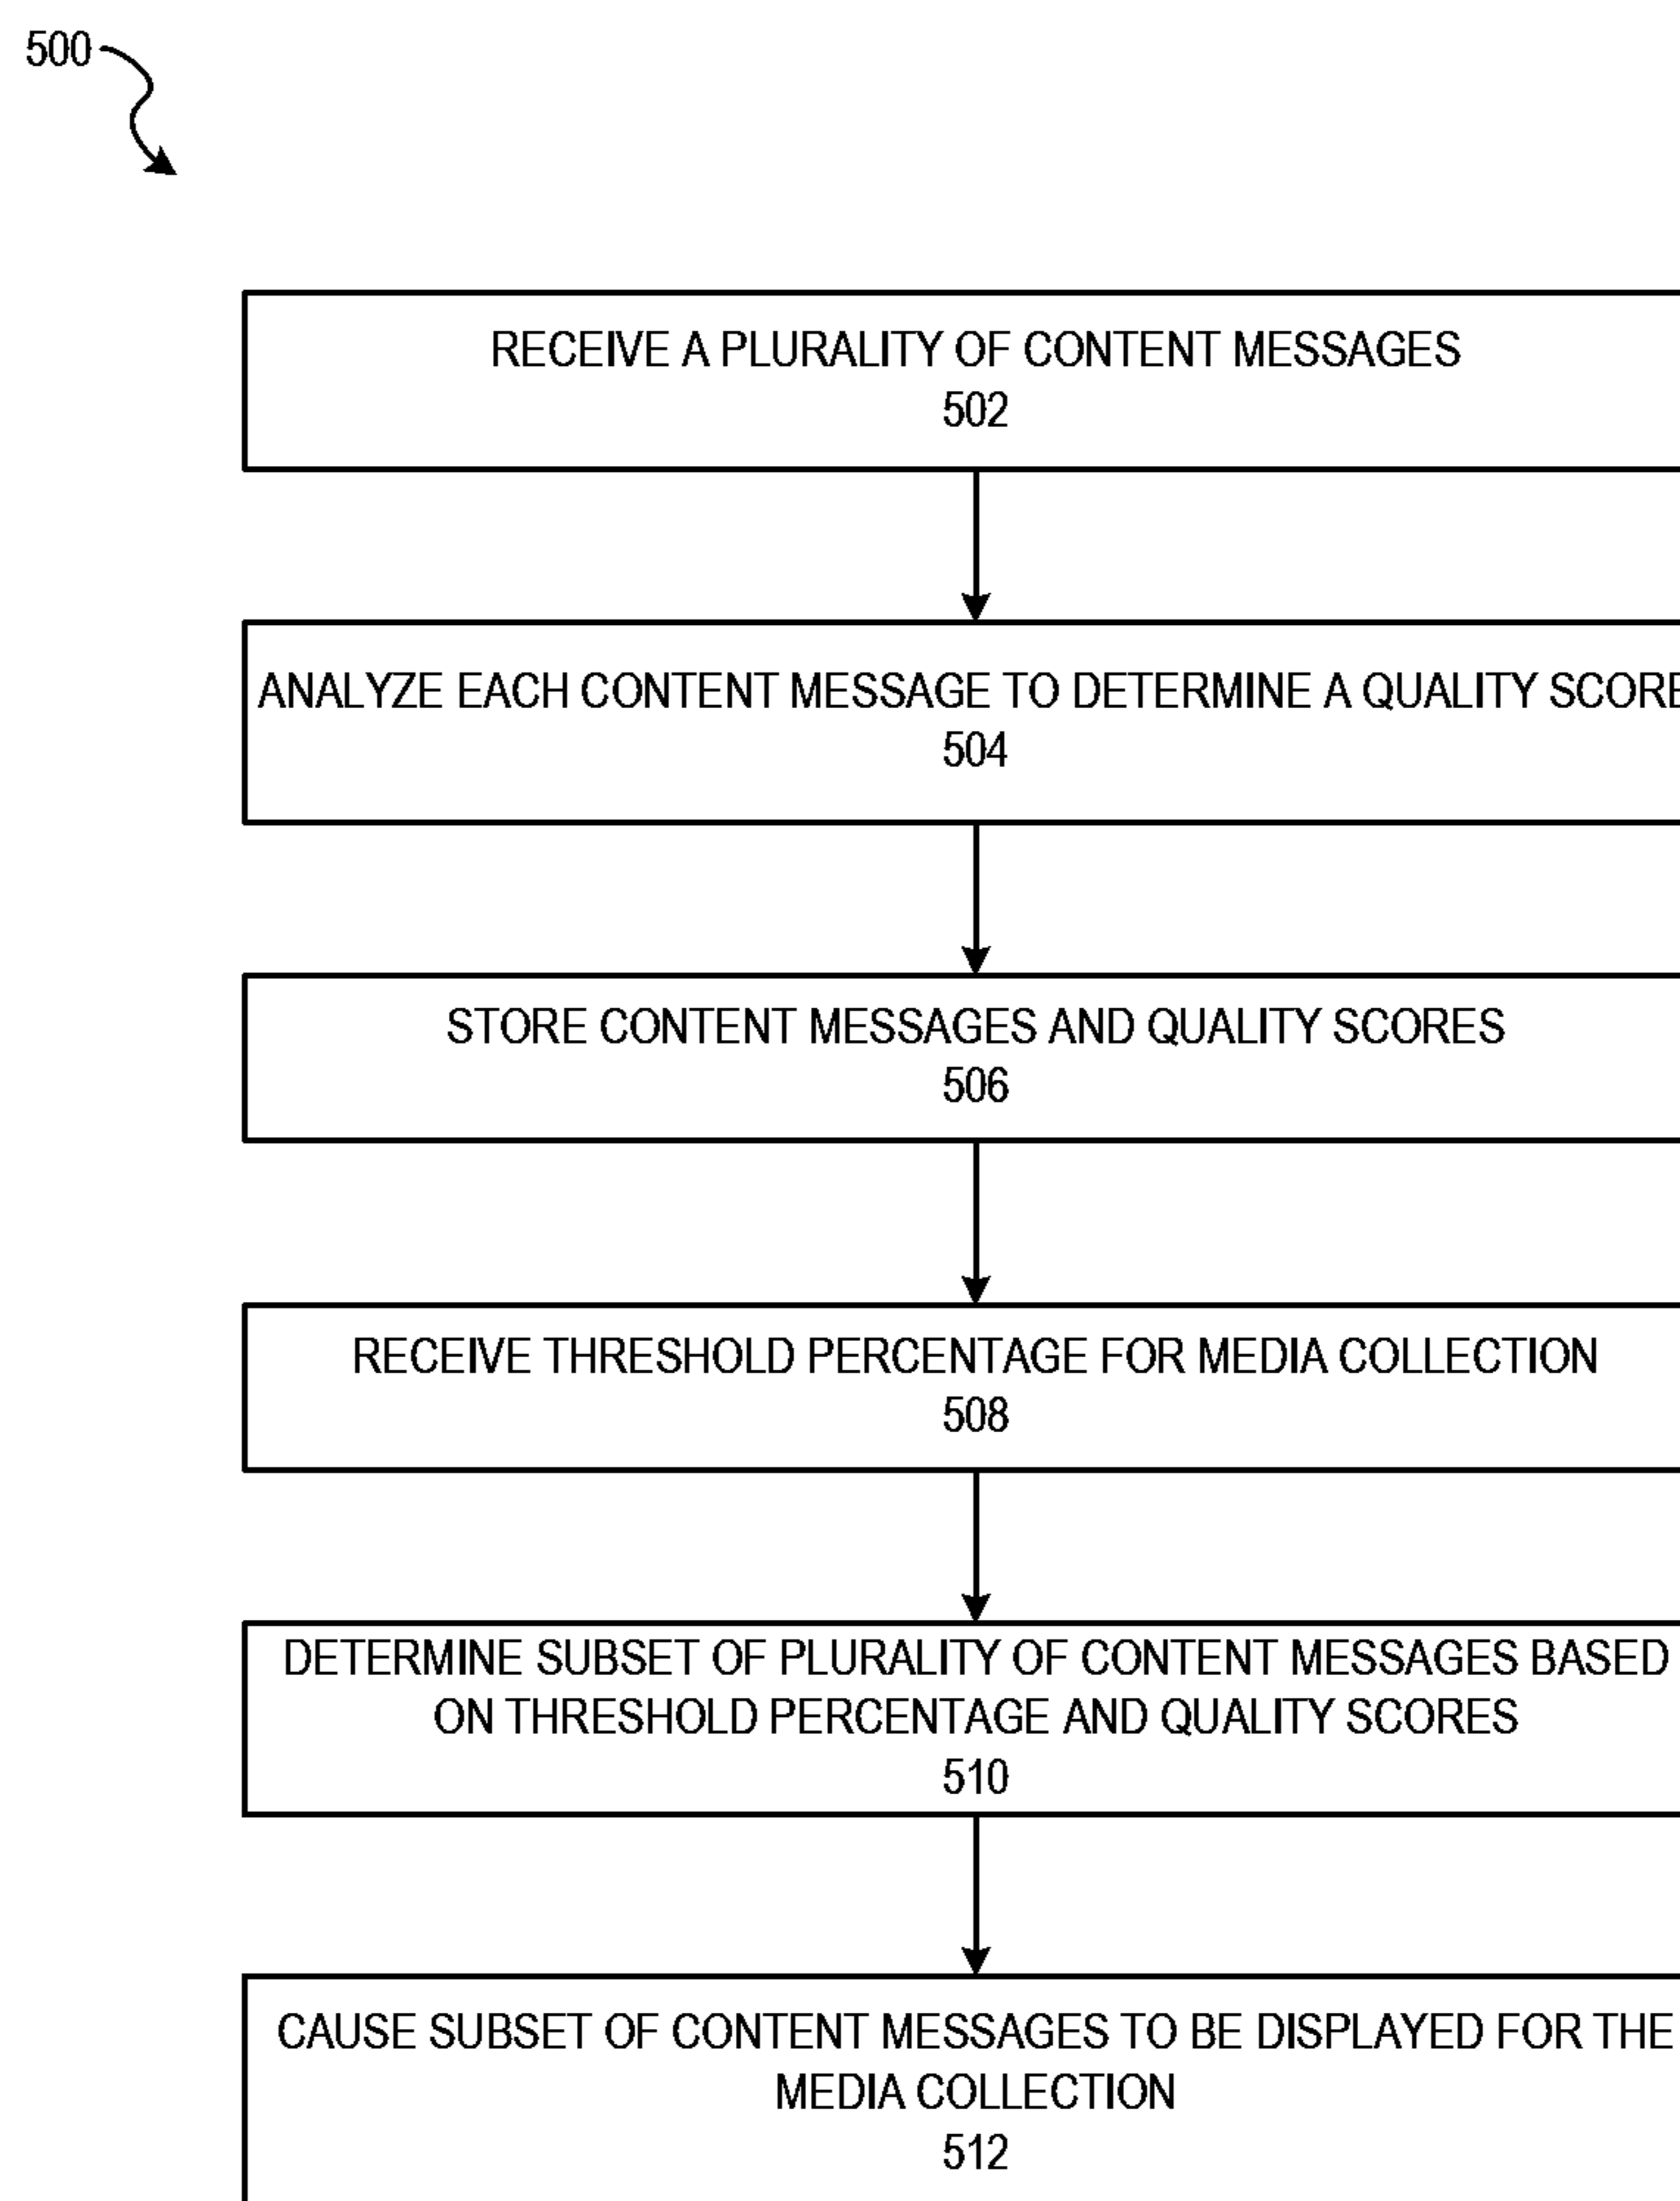 500
RECEIVE A PLURALITY OF CONTENT MESSAGES
502
ANALYZE EACH CONTENT MESSAGE TO DETERMINE A QUALITY SCORE
504
STORE CONTENT MESSAGES AND QUALITY SCORES
506
RECEIVE THRESHOLD PERCENTAGE FOR MEDIA COLLECTION
508
DETERMINE SUBSET OF PLURALITY OF CONTENT MESSAGES BASED
ON THRESHOLD PERCENTAGE AND QUALITY SCORES
510
CAUSE SUBSET OF CONTENT MESSAGES TO BE DISPLAYED FOR THE
MEDIA COLLECTION
512